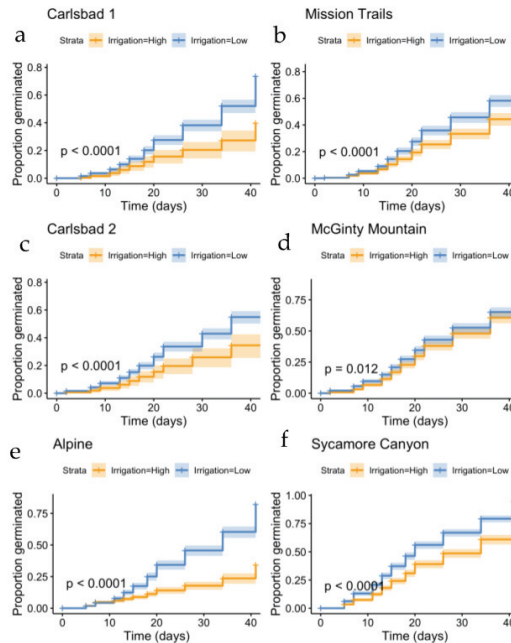 Carlsbad 1
a
Strata Irrigation=High Irrigation=Low
Proportion germinated
0.8
0.6
0.4
0.2
0.0
p < 0.0001
0 10 20 30 40
Time (days)
Mission Trails
b
Strata Irrigation=High Irrigation=Low
Proportion germinated
0.8
0.6
0.4
0.2
0.0
p < 0.0001
0 10 20 30 40
Time (days)
Carlsbad 2
c
Strata Irrigation=High Irrigation=Low
Proportion germinated
0.8
0.6
0.4
0.2
0.0
p < 0.0001
0 10 20 30 40
Time (days)
McGinty Mountain
d
Strata Irrigation=High Irrigation=Low
Proportion germinated
0.75
0.50
0.25
0.00
p = 0.012
0 10 20 30 40
Time (days)
Alpine
e
Strata Irrigation=High Irrigation=Low
Proportion germinated
0.75
0.50
0.25
0.00
p < 0.0001
0 10 20 30 40
Time (days)
Sycamore Canyon
f
Strata Irrigation=High Irrigation=Low
Proportion germinated
1.00
0.75
0.50
0.25
0.00
p < 0.0001
0 10 20 30 40
Time (days)